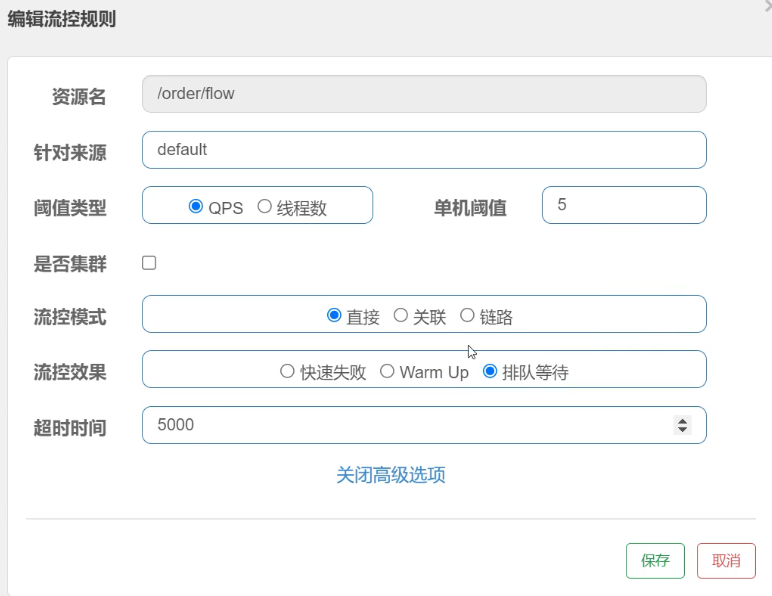 编辑流控规则
资源名 /order/flow
针对来源 default
阈值类型 QPS 线程数 单机阈值 5
是否集群
流控模式 直接 关联 链路
流控效果 快速失败 Warm Up 排队等待
超时时间 5000
关闭高级选项
保存 取消